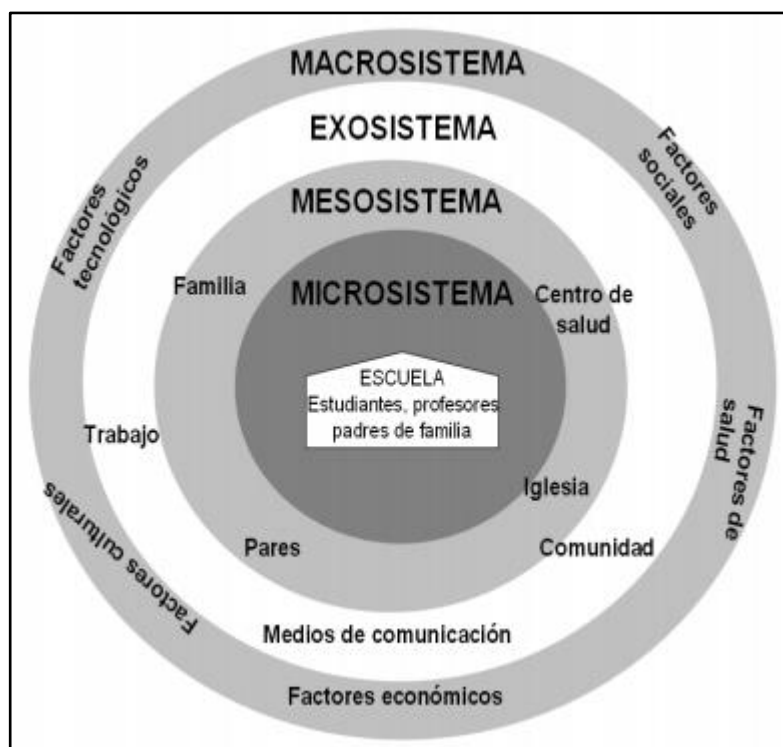 MACROSISTEMA
EXOSISTEMA
Factores
tecnológicos
Factores
sociales
MESOSISTEMA
Familia
MICROSISTEMA
Centro de
salud
ESCUELA
Estudiantes, profesores
padres de familia
Trabajo
Factores de
salud
Iglesia
Factores culturales
Pares
Comunidad
Medios de comunicación
Factores económicos